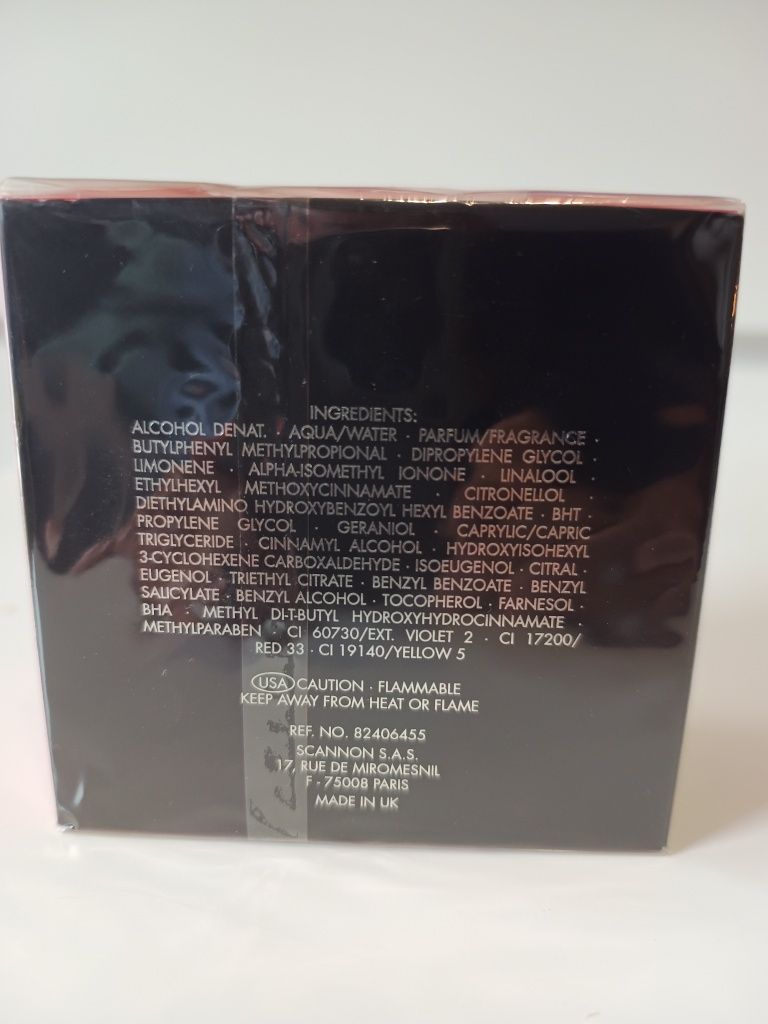 INGREDIENTS:
ALCOHOL DENAT. · AQUA/WATER · PARFUM/FRAGRANCE ·
BUTYLPHENYL METHYLPROPIONAL · DIPROPYLENE GLYCOL ·
LIMONENE · ALPHA-ISOMETHYL IONONE · LINALOOL ·
ETHYLHEXYL METHOXYCINNAMATE · CITRONELLOL ·
DIETHYLAMINO HYDROXYBENZOYL HEXYL BENZOATE · BHT ·
PROPYLENE GLYCOL · GERANIOL · CAPRYLIC/CAPRIC
TRIGLYCERIDE · CINNAMYL ALCOHOL · HYDROXYISOHEXYL
3-CYCLOHEXENE CARBOXALDEHYDE · ISOEUGENOL · CITRAL ·
EUGENOL · TRIETHYL CITRATE · BENZYL BENZOATE · BENZYL
SALICYLATE · BENZYL ALCOHOL · TOCOPHEROL · FARNESOL ·
BHA · METHYL DI-T-BUTYL HYDROXYHYDROCINNAMATE ·
METHYLPARABEN · CI 60730/EXT. VIOLET 2 · CI 17200/
RED 33 · CI 19140/YELLOW 5
USA CAUTION · FLAMMABLE
KEEP AWAY FROM HEAT OR FLAME
REF. NO. 82406455
SCANNON S.A.S.
17, RUE DE MIROMESNIL
F - 75008 PARIS
MADE IN UK